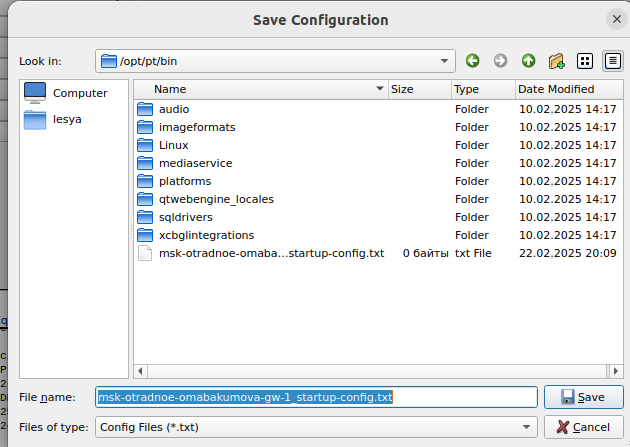 Save Configuration
Look in: /opt/pt/bin
Computer
lesya
Name Size Type Date Modified
audio Folder 10.02.2025 14:17
imageformats Folder 10.02.2025 14:17
Linux Folder 10.02.2025 14:17
mediaservice Folder 10.02.2025 14:17
platforms Folder 10.02.2025 14:17
qtwebengine_locales Folder 10.02.2025 14:17
sqldrivers Folder 10.02.2025 14:17
xcbglintegrations Folder 10.02.2025 14:17
msk-otradnoe-omaba...startup-config.txt 0 байты txt File 22.02.2025 20:09
File name: msk-otradnoe-omabakumova-gw-1_startup-config.txt Save
Files of type: Config Files (*.txt) Cancel